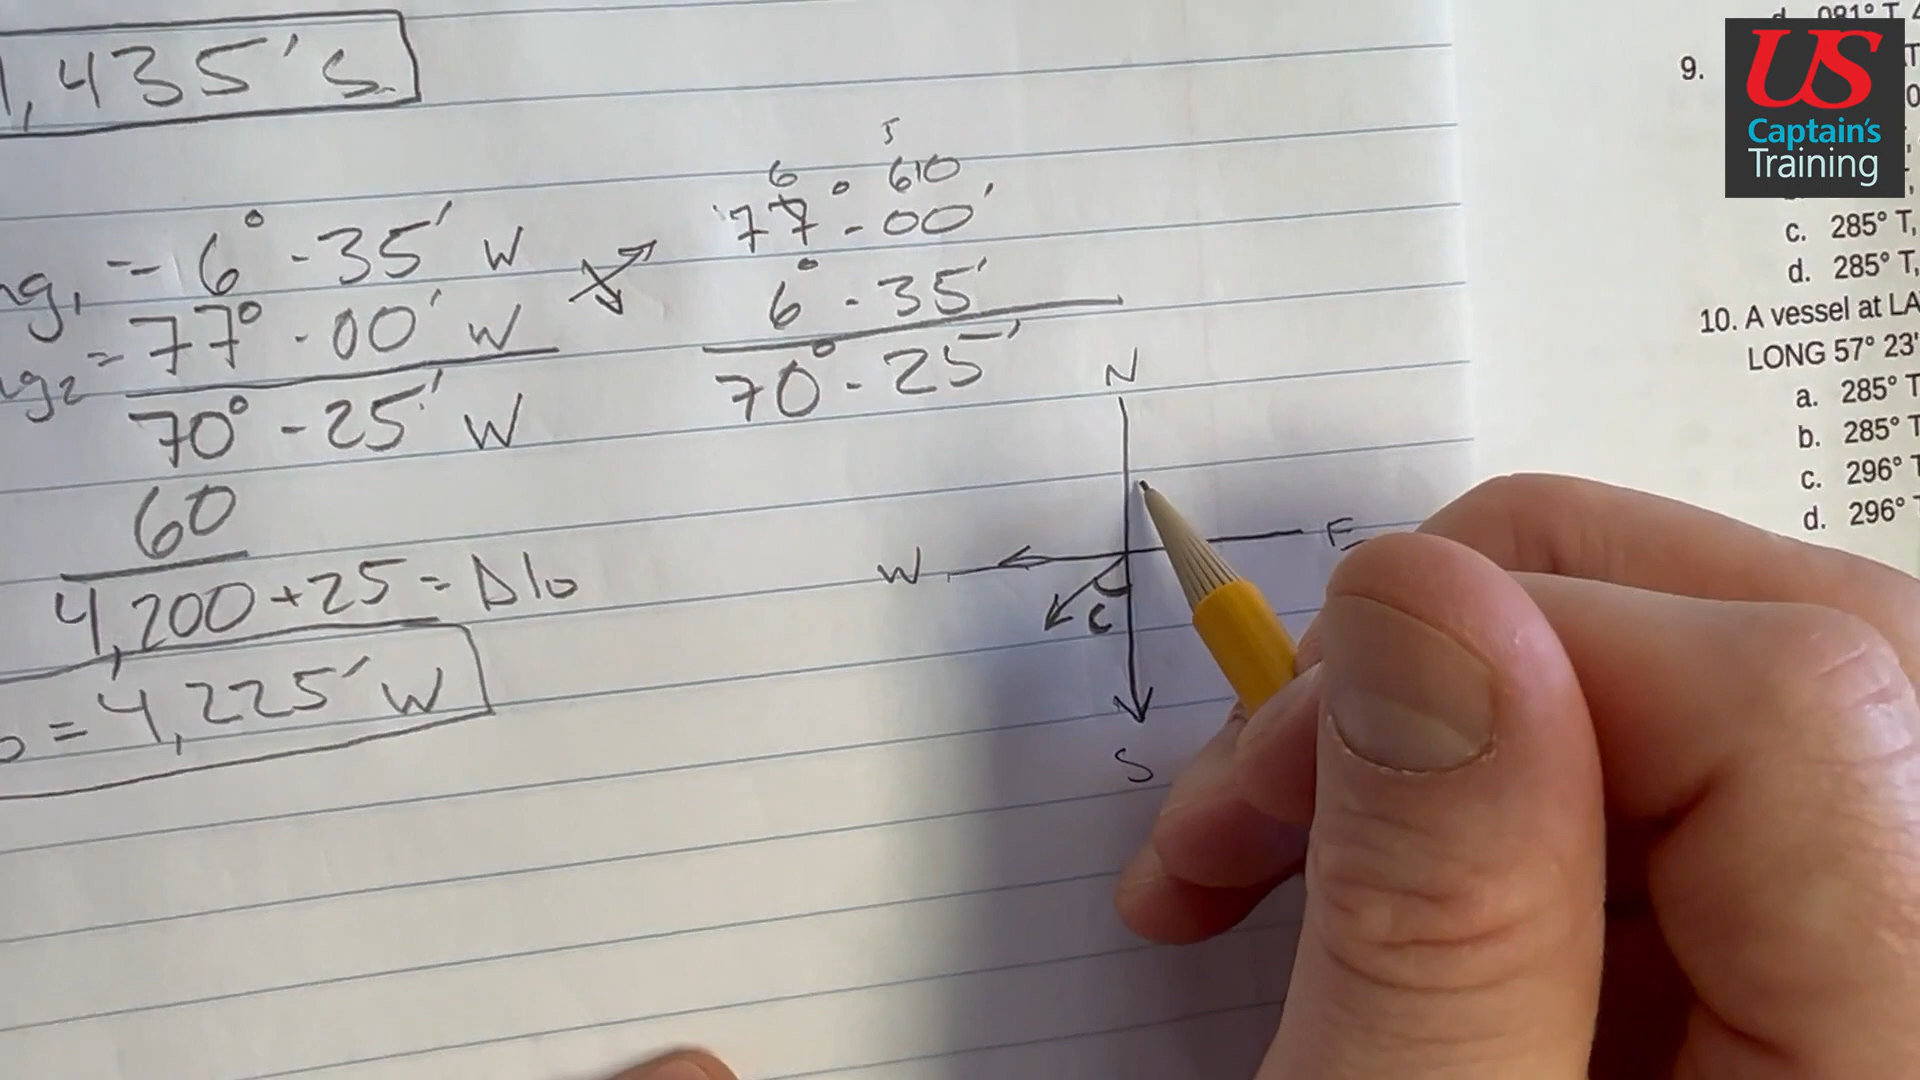 1,435's
ng₁ = 6° - 35' W
ng₂ = 77° - 00' W
70° - 25' W
60
4,200 + 25 = Dlo
o = 4,225' W
6 5
° 610 '
77 - 00
6° - 35'
70° - 25'
N
W E
C
S
US
Captain's
Training
d. 081° T, 4
9.
c. 285° T,
d. 285° T,
10. A vessel at LA
LONG 57° 23'
a. 285° T
b. 285° T
c. 296° T
d. 296° T